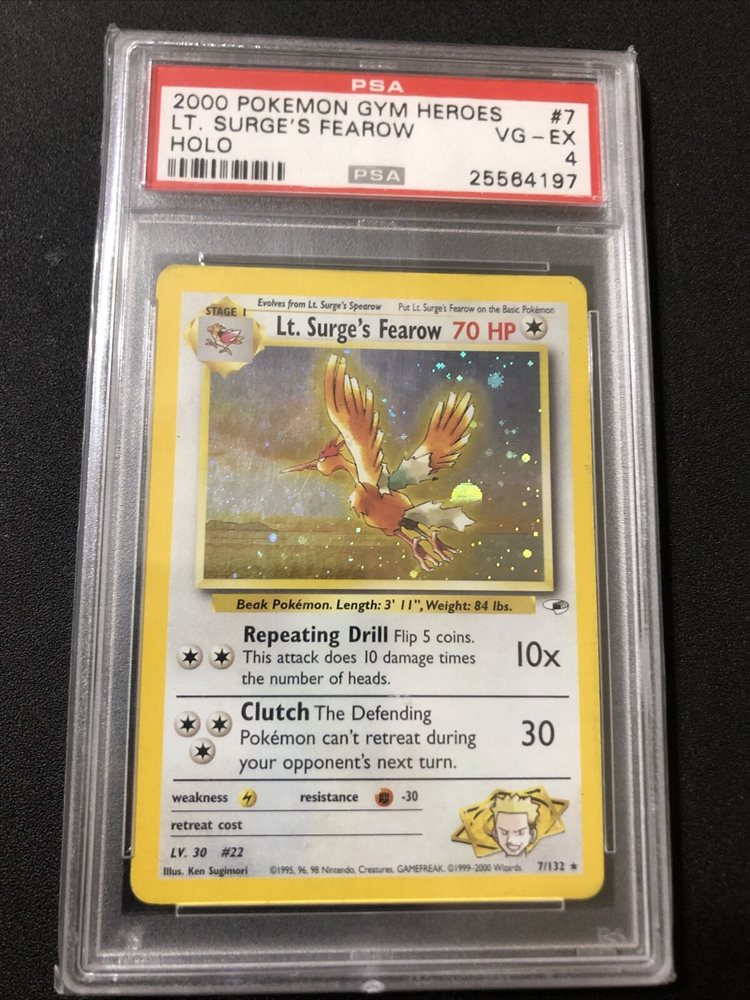 PSA
2000 POKEMON GYM HEROES #7
LT. SURGE'S FEAROW VG-EX
HOLO 4
PSA 25564197
Evolves from Lt. Surge's Spearow Put Lt. Surge's Fearow on the Basic Pokémon
STAGE 1
Lt. Surge's Fearow 70 HP
Beak Pokémon. Length: 3' 11", Weight: 84 lbs.
Repeating Drill Flip 5 coins.
This attack does 10 damage times 10x
the number of heads.
Clutch The Defending
Pokémon can't retreat during 30
your opponent's next turn.
weakness resistance -30
retreat cost
LV. 30 #22
Illus. Ken Sugimori ©1995, 96, 98 Nintendo, Creatures, GAMEFREAK. ©1999-2000 Wizards. 7/132 ★